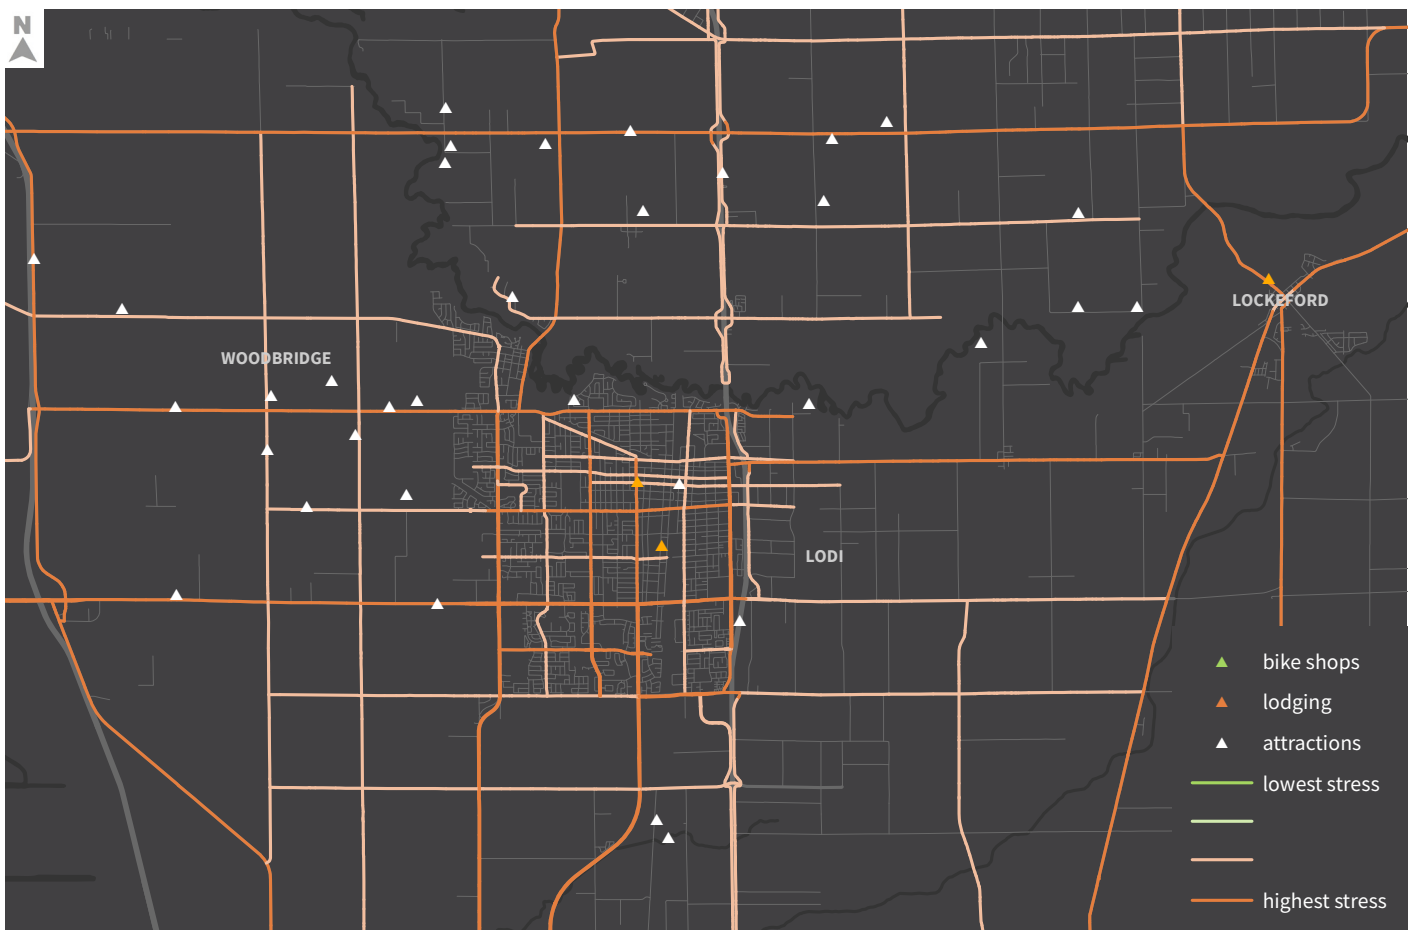 N
LOCKEFORD
WOODBRIDGE
LODI
bike shops
lodging
attractions
lowest stress
highest stress